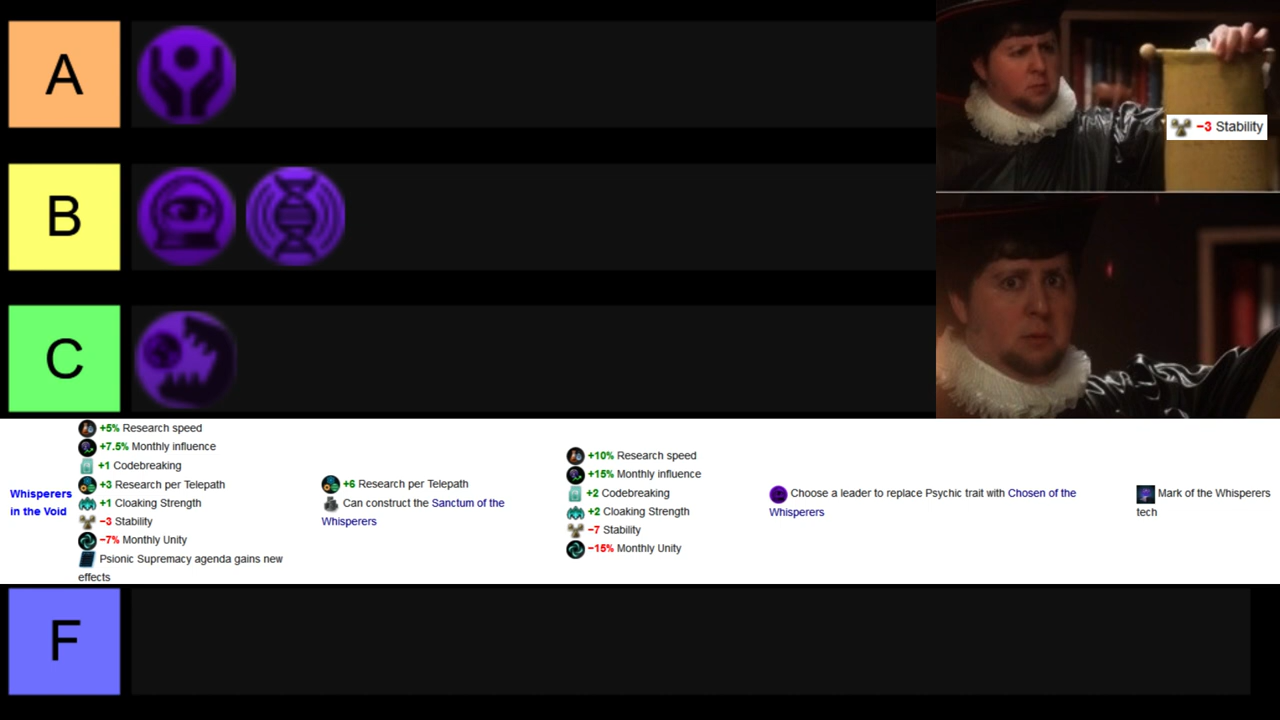 A
−3 Stability
B
C
Whisperers
in the Void
+5% Research speed
+7.5% Monthly influence
+1 Codebreaking
+3 Research per Telepath
+1 Cloaking Strength
−3 Stability
−7% Monthly Unity
Psionic Supremacy agenda gains new
effects
+6 Research per Telepath
Can construct the Sanctum of the
Whisperers
+10% Research speed
+15% Monthly influence
+2 Codebreaking
+2 Cloaking Strength
−7 Stability
−15% Monthly Unity
Choose a leader to replace Psychic trait with Chosen of the
Whisperers
Mark of the Whisperers
tech
F